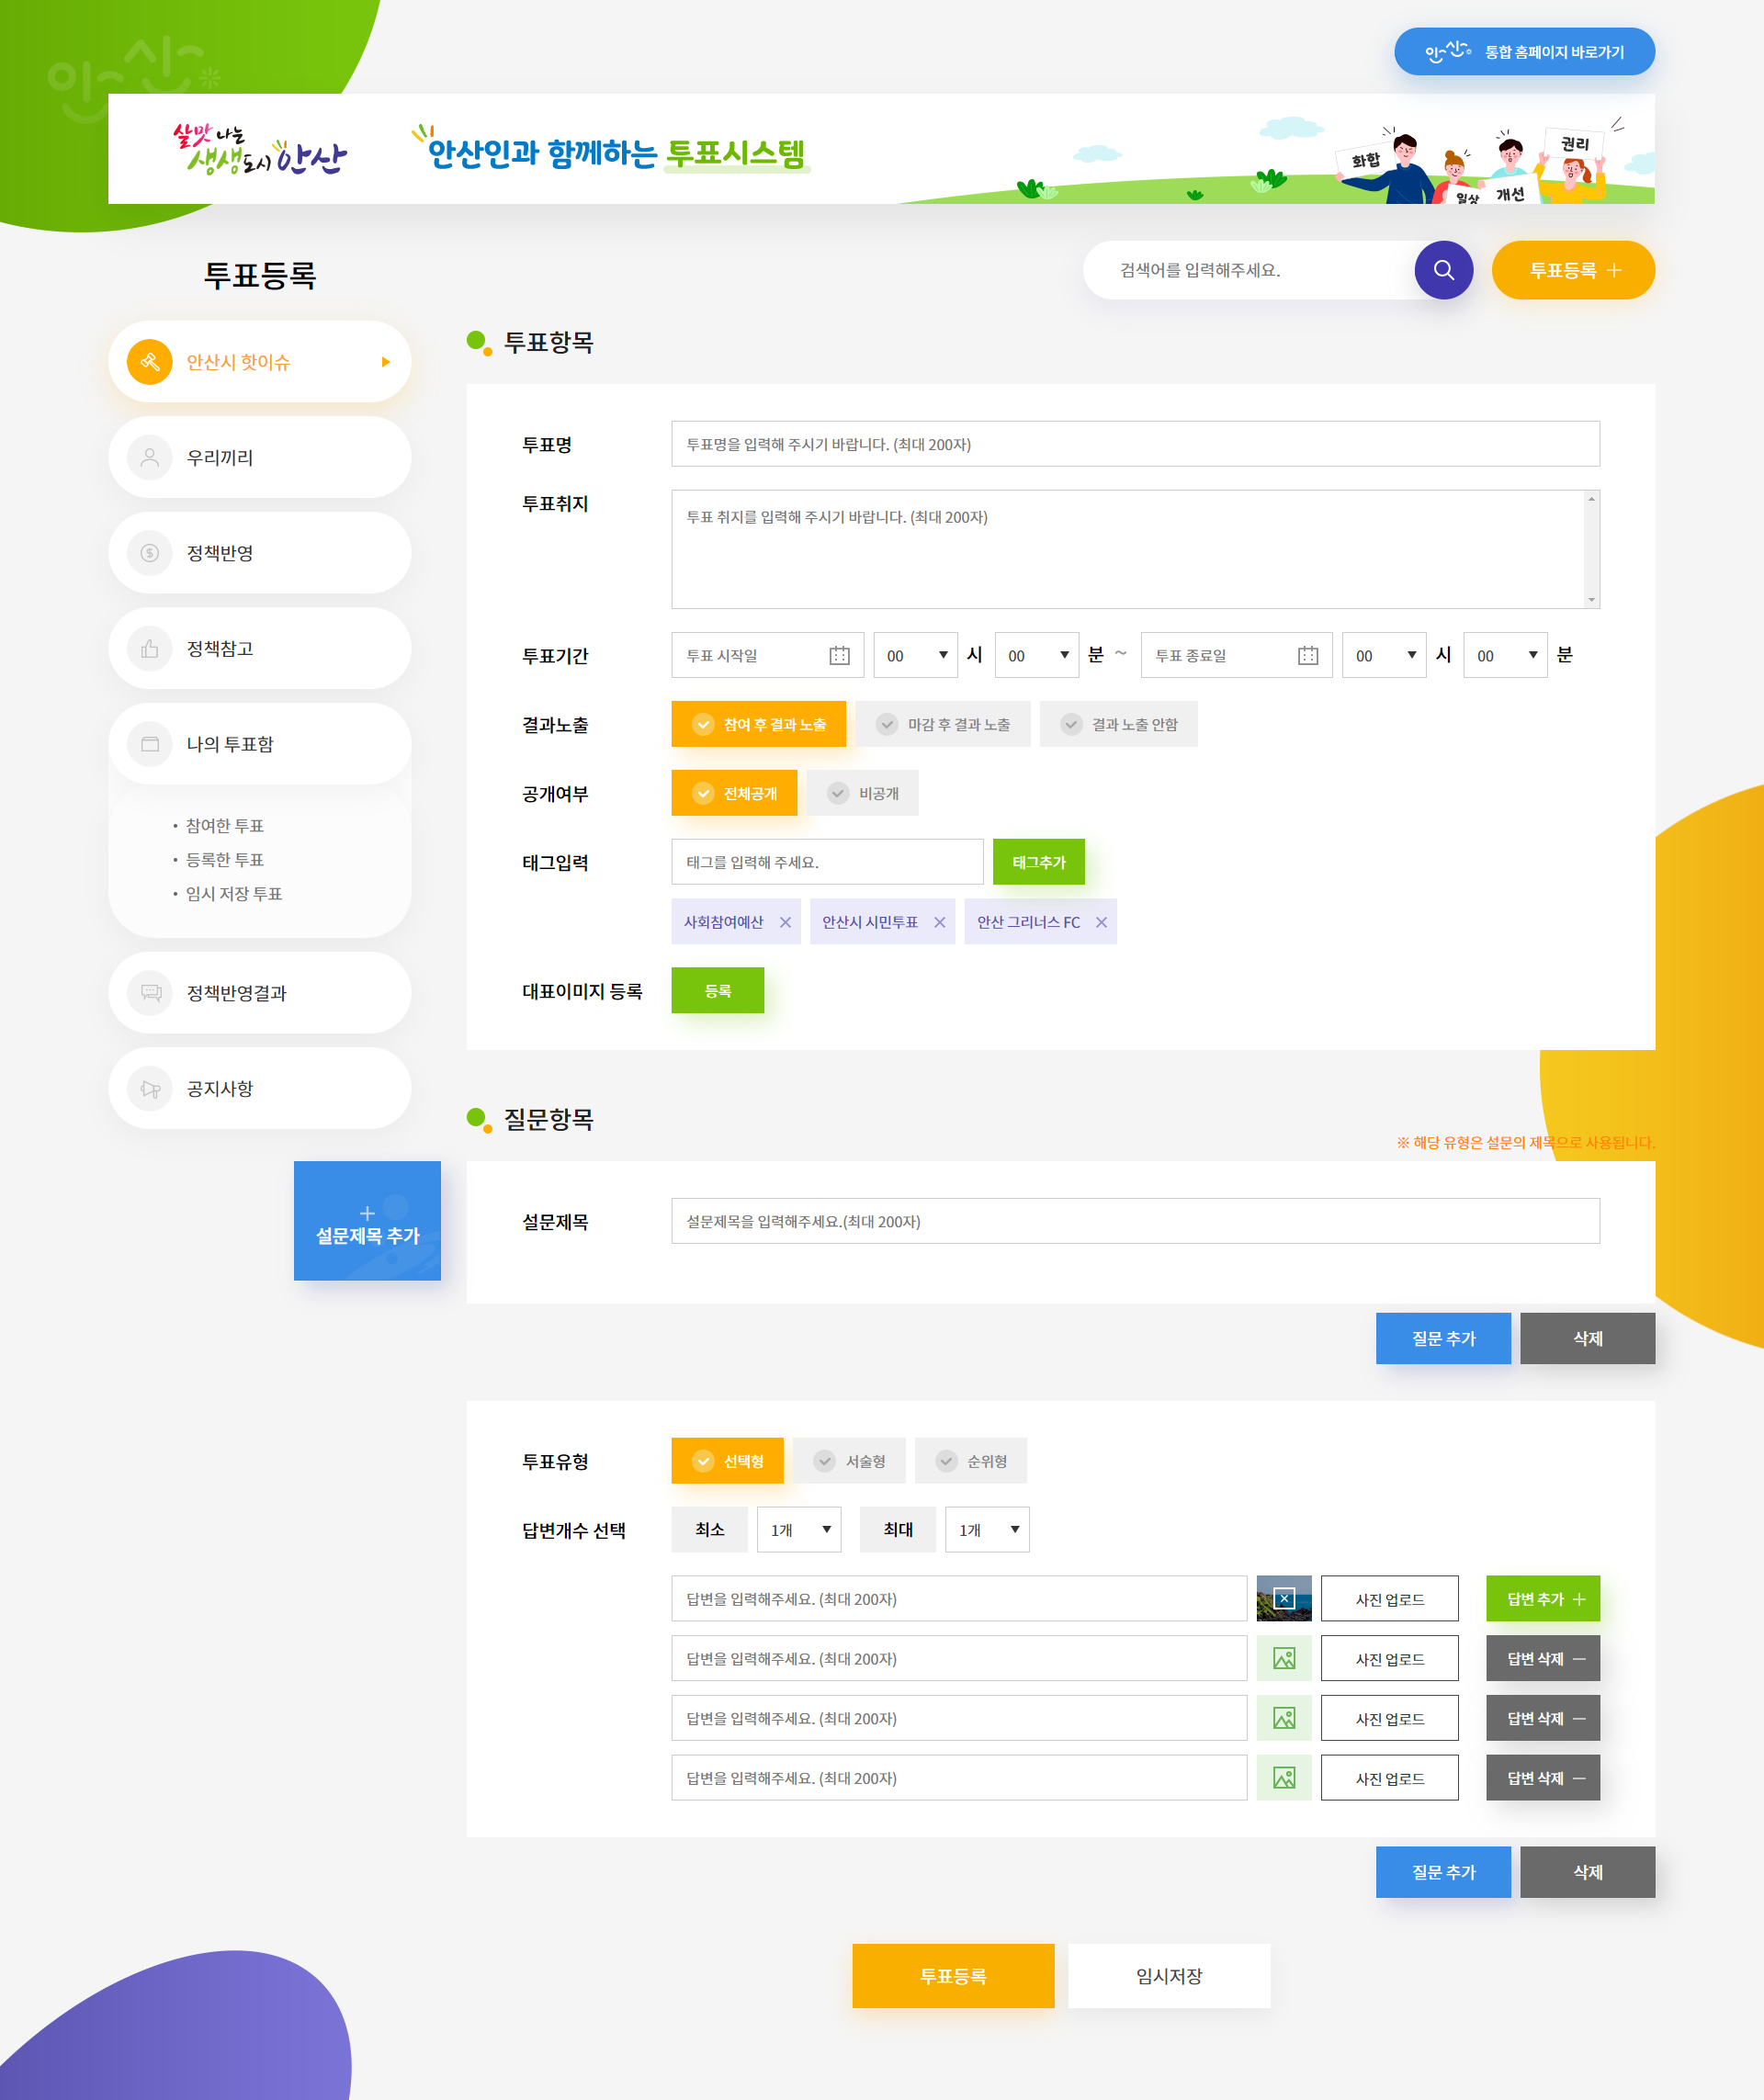 안산
안산 통합 홈페이지 바로가기
살맛 나는
생생도시 안산
안산인과 함께하는 투표시스템
화합
일상
개선
권리
투표등록
검색어를 입력해주세요.
투표등록
안산시 핫이슈
우리끼리
정책반영
정책참고
나의 투표함
· 참여한 투표
· 등록한 투표
· 임시 저장 투표
정책반영결과
공지사항
투표항목
투표명
투표명을 입력해 주시기 바랍니다. (최대 200자)
투표취지
투표 취지를 입력해 주시기 바랍니다. (최대 200자)
투표기간
투표 시작일 00 시 00 분 ~ 투표 종료일 00 시 00 분
결과노출
참여 후 결과 노출 마감 후 결과 노출 결과 노출 안함
공개여부
전체공개 비공개
태그입력
태그를 입력해 주세요. 태그추가
사회참여예산 안산시 시민투표 안산 그리너스 FC
대표이미지 등록
등록
질문항목
※ 해당 유형은 설문의 제목으로 사용됩니다.
설문제목 추가
설문제목
설문제목을 입력해주세요.(최대 200자)
질문 추가 삭제
투표유형
선택형 서술형 순위형
답변개수 선택
최소 1개 최대 1개
답변을 입력해주세요. (최대 200자) 사진 업로드 답변 추가
답변을 입력해주세요. (최대 200자) 사진 업로드 답변 삭제
답변을 입력해주세요. (최대 200자) 사진 업로드 답변 삭제
답변을 입력해주세요. (최대 200자) 사진 업로드 답변 삭제
질문 추가 삭제
투표등록 임시저장